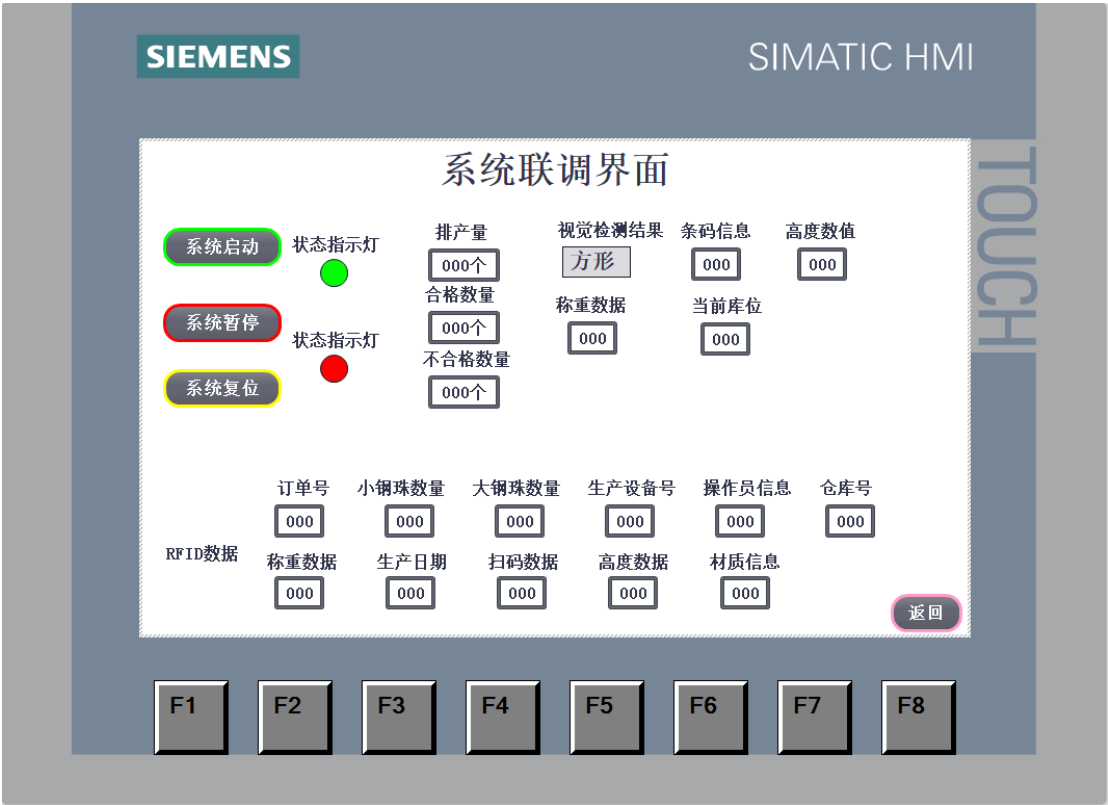 SIEMENS
SIMATIC HMI
TOUCH
系统联调界面
系统启动 状态指示灯 排产量 视觉检测结果 条码信息 高度数值
000个 方形 000 000
合格数量 称重数据 当前库位
系统暂停 000个 000 000
状态指示灯 不合格数量
系统复位 000个
订单号 小钢珠数量 大钢珠数量 生产设备号 操作员信息 仓库号
000 000 000 000 000 000
RFID数据
称重数据 生产日期 扫码数据 高度数据 材质信息
000 000 000 000 000
返回
F1 F2 F3 F4 F5 F6 F7 F8